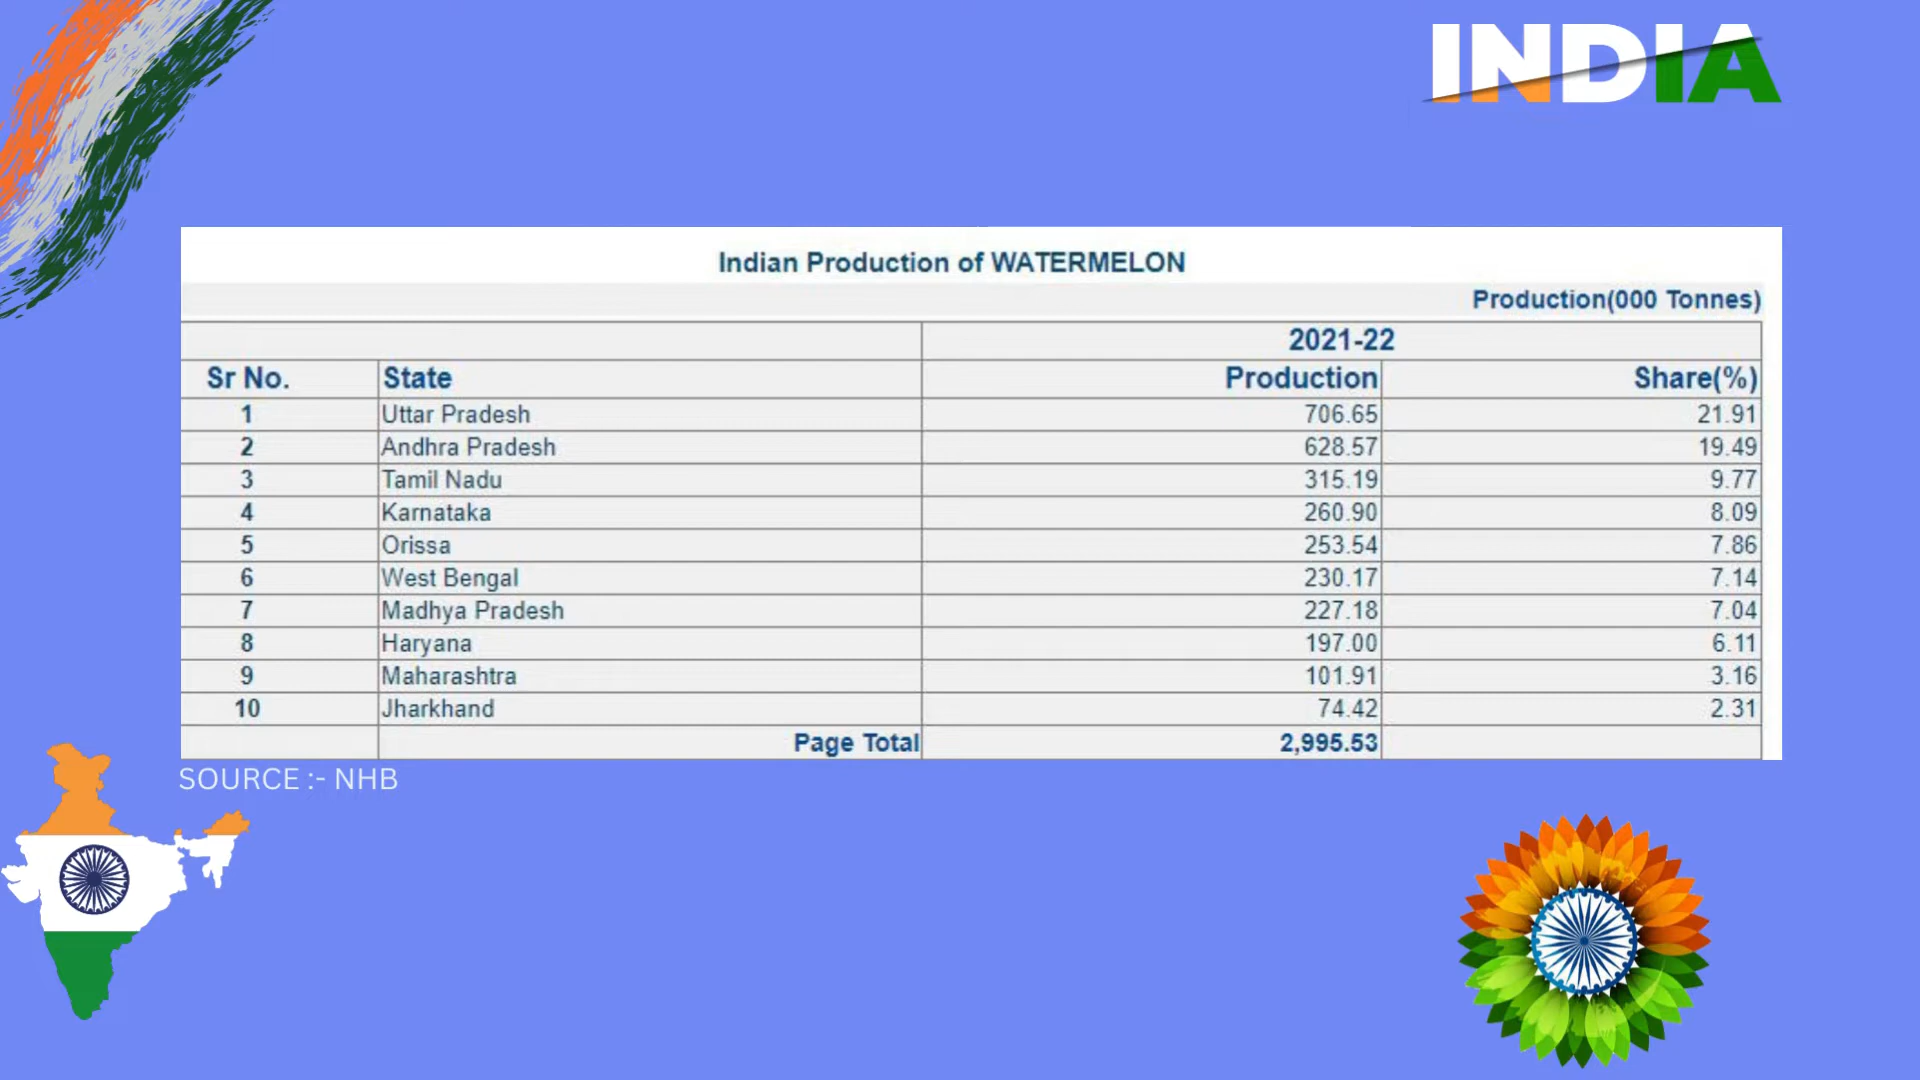 INDIA
Indian Production of WATERMELON
Production(000 Tonnes)
2021-22
Sr No. State Production Share(%)
1 Uttar Pradesh 706.65 21.91
2 Andhra Pradesh 628.57 19.49
3 Tamil Nadu 315.19 9.77
4 Karnataka 260.90 8.09
5 Orissa 253.54 7.86
6 West Bengal 230.17 7.14
7 Madhya Pradesh 227.18 7.04
8 Haryana 197.00 6.11
9 Maharashtra 101.91 3.16
10 Jharkhand 74.42 2.31
Page Total 2,995.53
SOURCE :- NHB